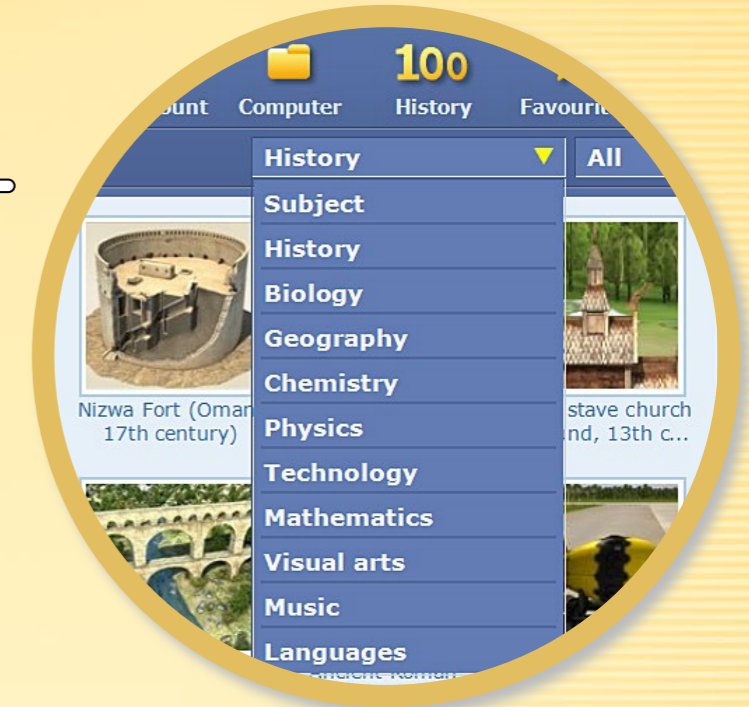 100
Computer History
History All
Subject
History
Biology
Geography
Chemistry
Physics
Technology
Mathematics
Visual arts
Music
Languages
Nizwa Fort (Oman
17th century)
stave church
13th c...